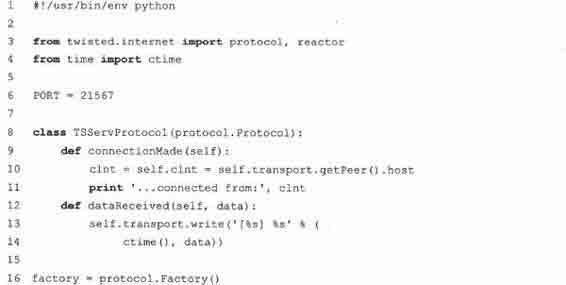 1 #!/usr/bin/env python
2
3 from twisted.internet import protocol, reactor
4 from time import ctime
5
6 PORT = 21567
7
8 class TSServProtocol(protocol.Protocol):
9     def connectionMade(self):
10         clnt = self.clnt = self.transport.getPeer().host
11         print '...connected from:', clnt
12     def dataReceived(self, data):
13         self.transport.write('[%s] %s' % (
14             ctime(), data))
15
16 factory = protocol.Factory()